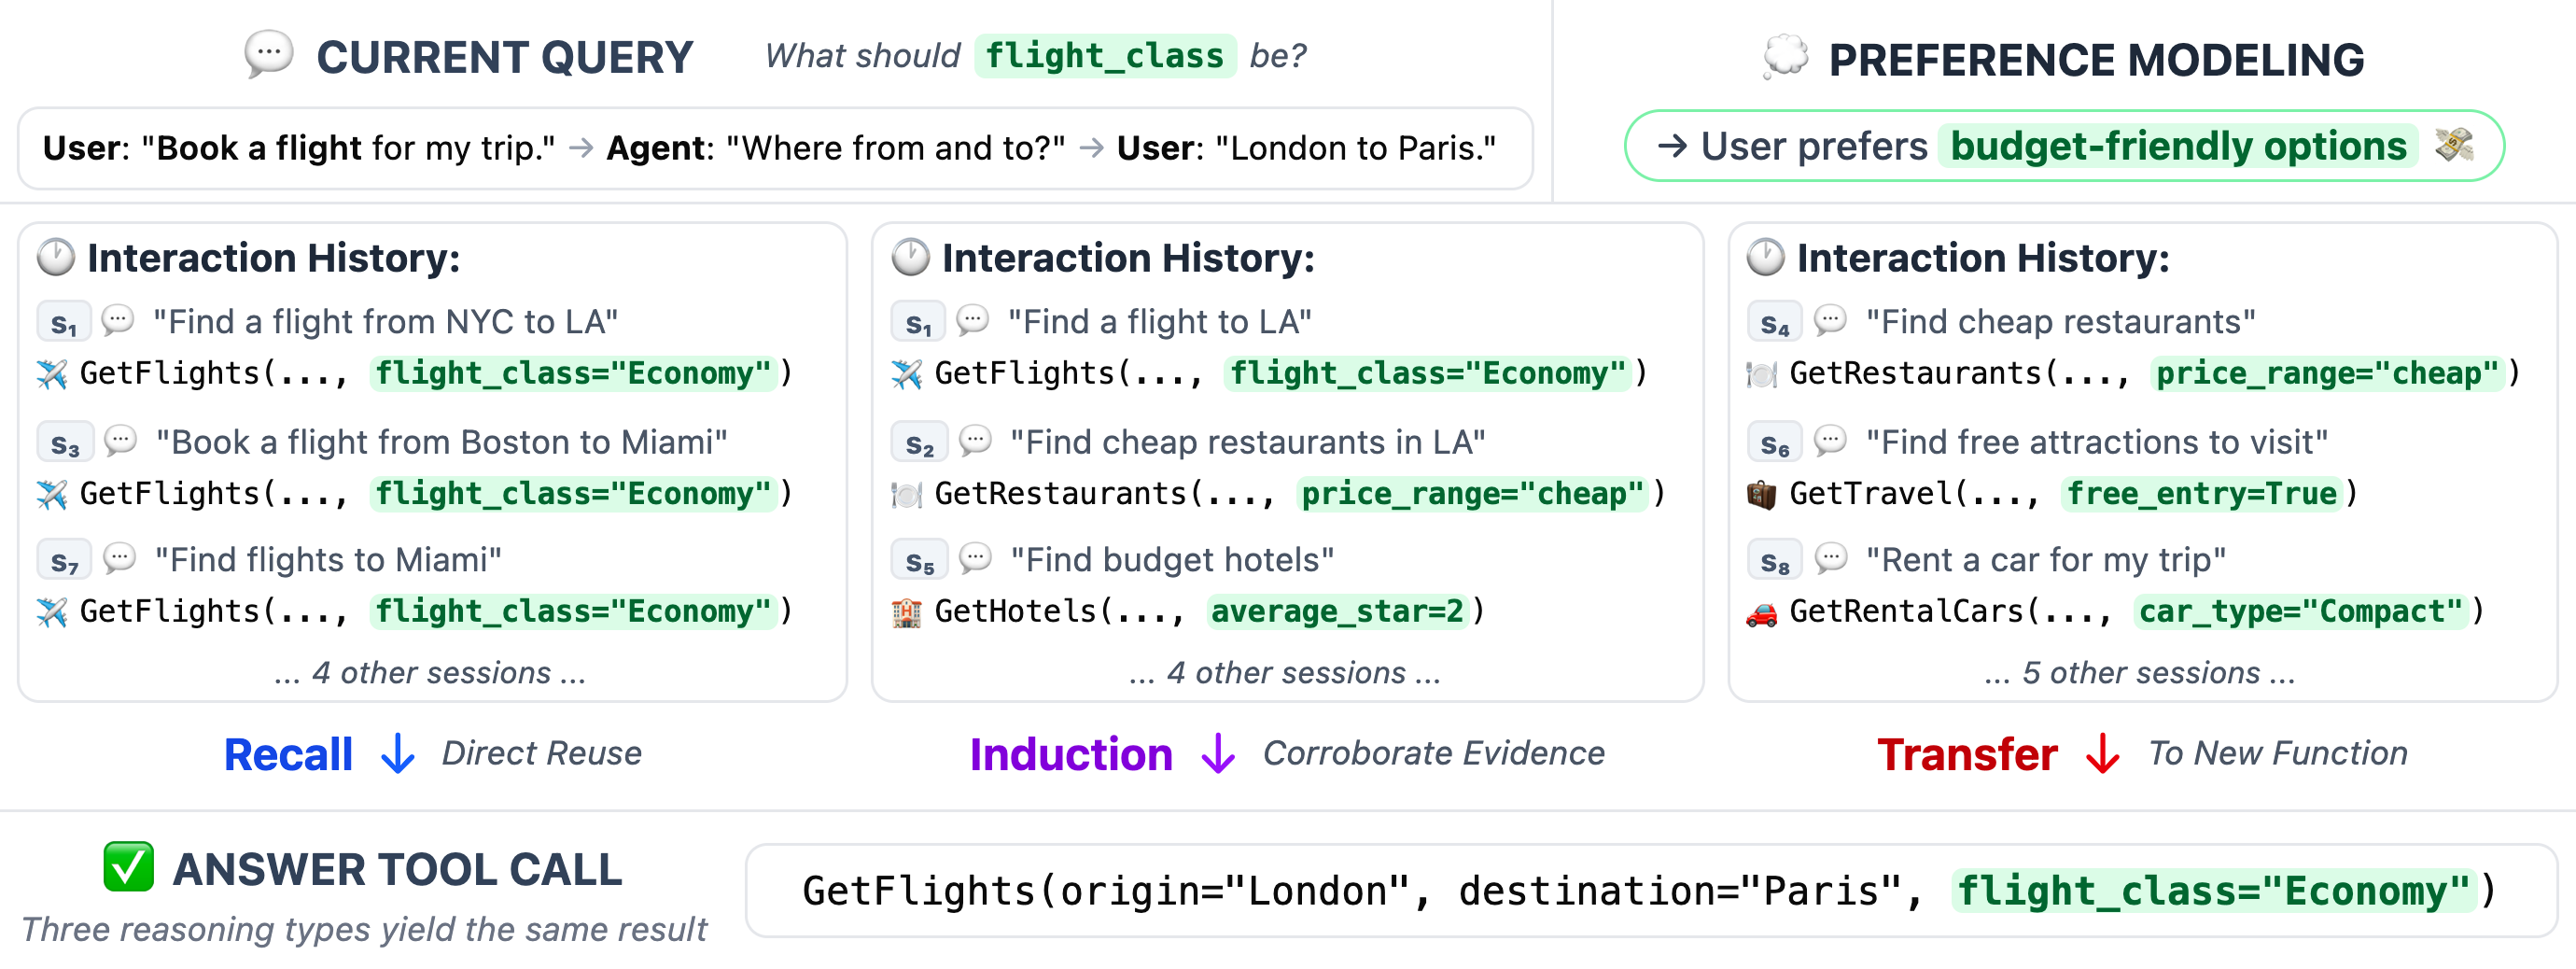 CURRENT QUERY What should flight_class be?
User: "Book a flight for my trip." → Agent: "Where from and to?" → User: "London to Paris."
PREFERENCE MODELING
→ User prefers budget-friendly options
Interaction History:
S₁ "Find a flight from NYC to LA"
GetFlights(..., flight_class="Economy")
S₃ "Book a flight from Boston to Miami"
GetFlights(..., flight_class="Economy")
S₇ "Find flights to Miami"
GetFlights(..., flight_class="Economy")
... 4 other sessions ...
Recall ↓ Direct Reuse
Interaction History:
S₁ "Find a flight to LA"
GetFlights(..., flight_class="Economy")
S₂ "Find cheap restaurants in LA"
GetRestaurants(..., price_range="cheap")
S₅ "Find budget hotels"
GetHotels(..., average_star=2)
... 4 other sessions ...
Induction ↓ Corroborate Evidence
Interaction History:
S₄ "Find cheap restaurants"
GetRestaurants(..., price_range="cheap")
S₆ "Find free attractions to visit"
GetTravel(..., free_entry=True)
S₈ "Rent a car for my trip"
GetRentalCars(..., car_type="Compact")
... 5 other sessions ...
Transfer ↓ To New Function
ANSWER TOOL CALL
Three reasoning types yield the same result
GetFlights(origin="London", destination="Paris", flight_class="Economy")